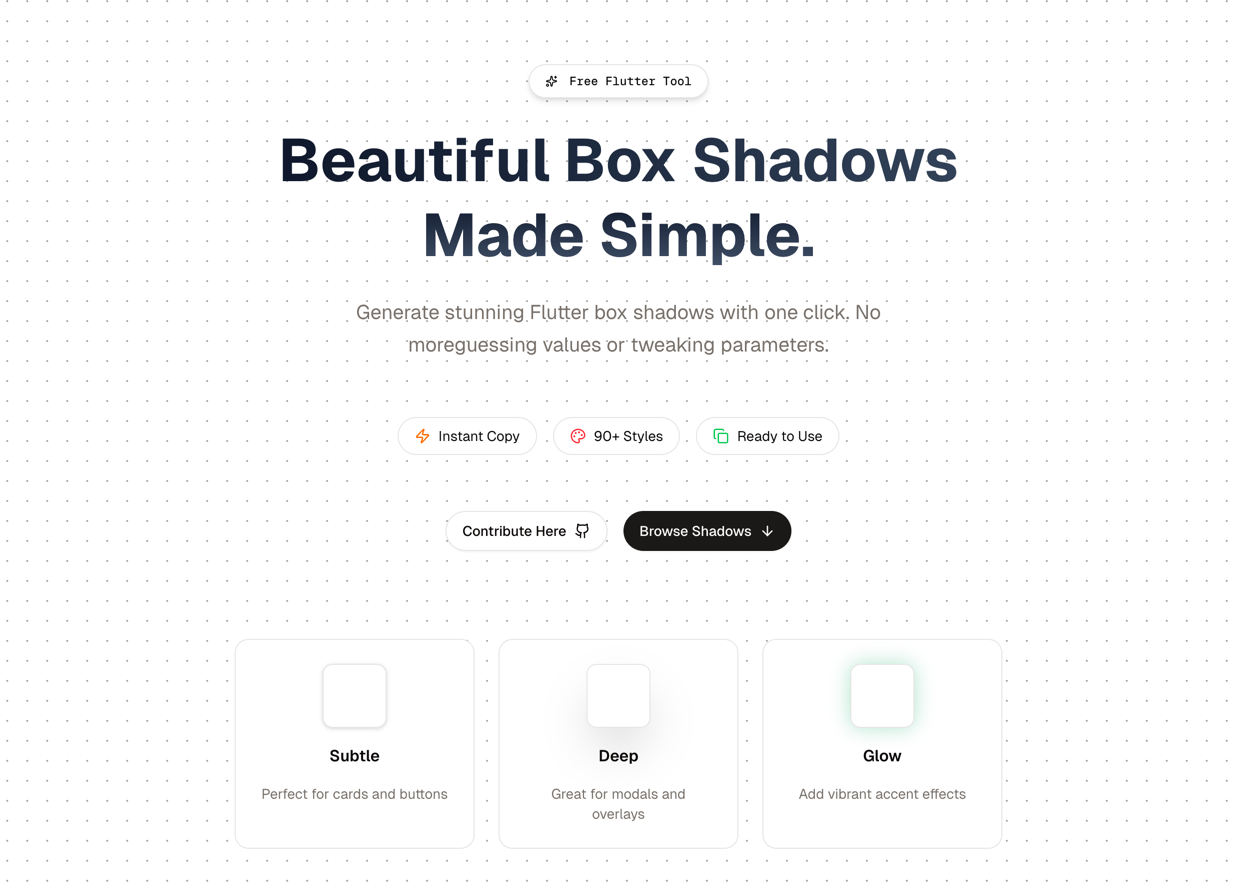 Free Flutter Tool
Beautiful Box Shadows
Made Simple.
Generate stunning Flutter box shadows with one click. No
moreguessing values or tweaking parameters.
Instant Copy
90+ Styles
Ready to Use
Contribute Here
Browse Shadows
Subtle
Perfect for cards and buttons
Deep
Great for modals and
overlays
Glow
Add vibrant accent effects